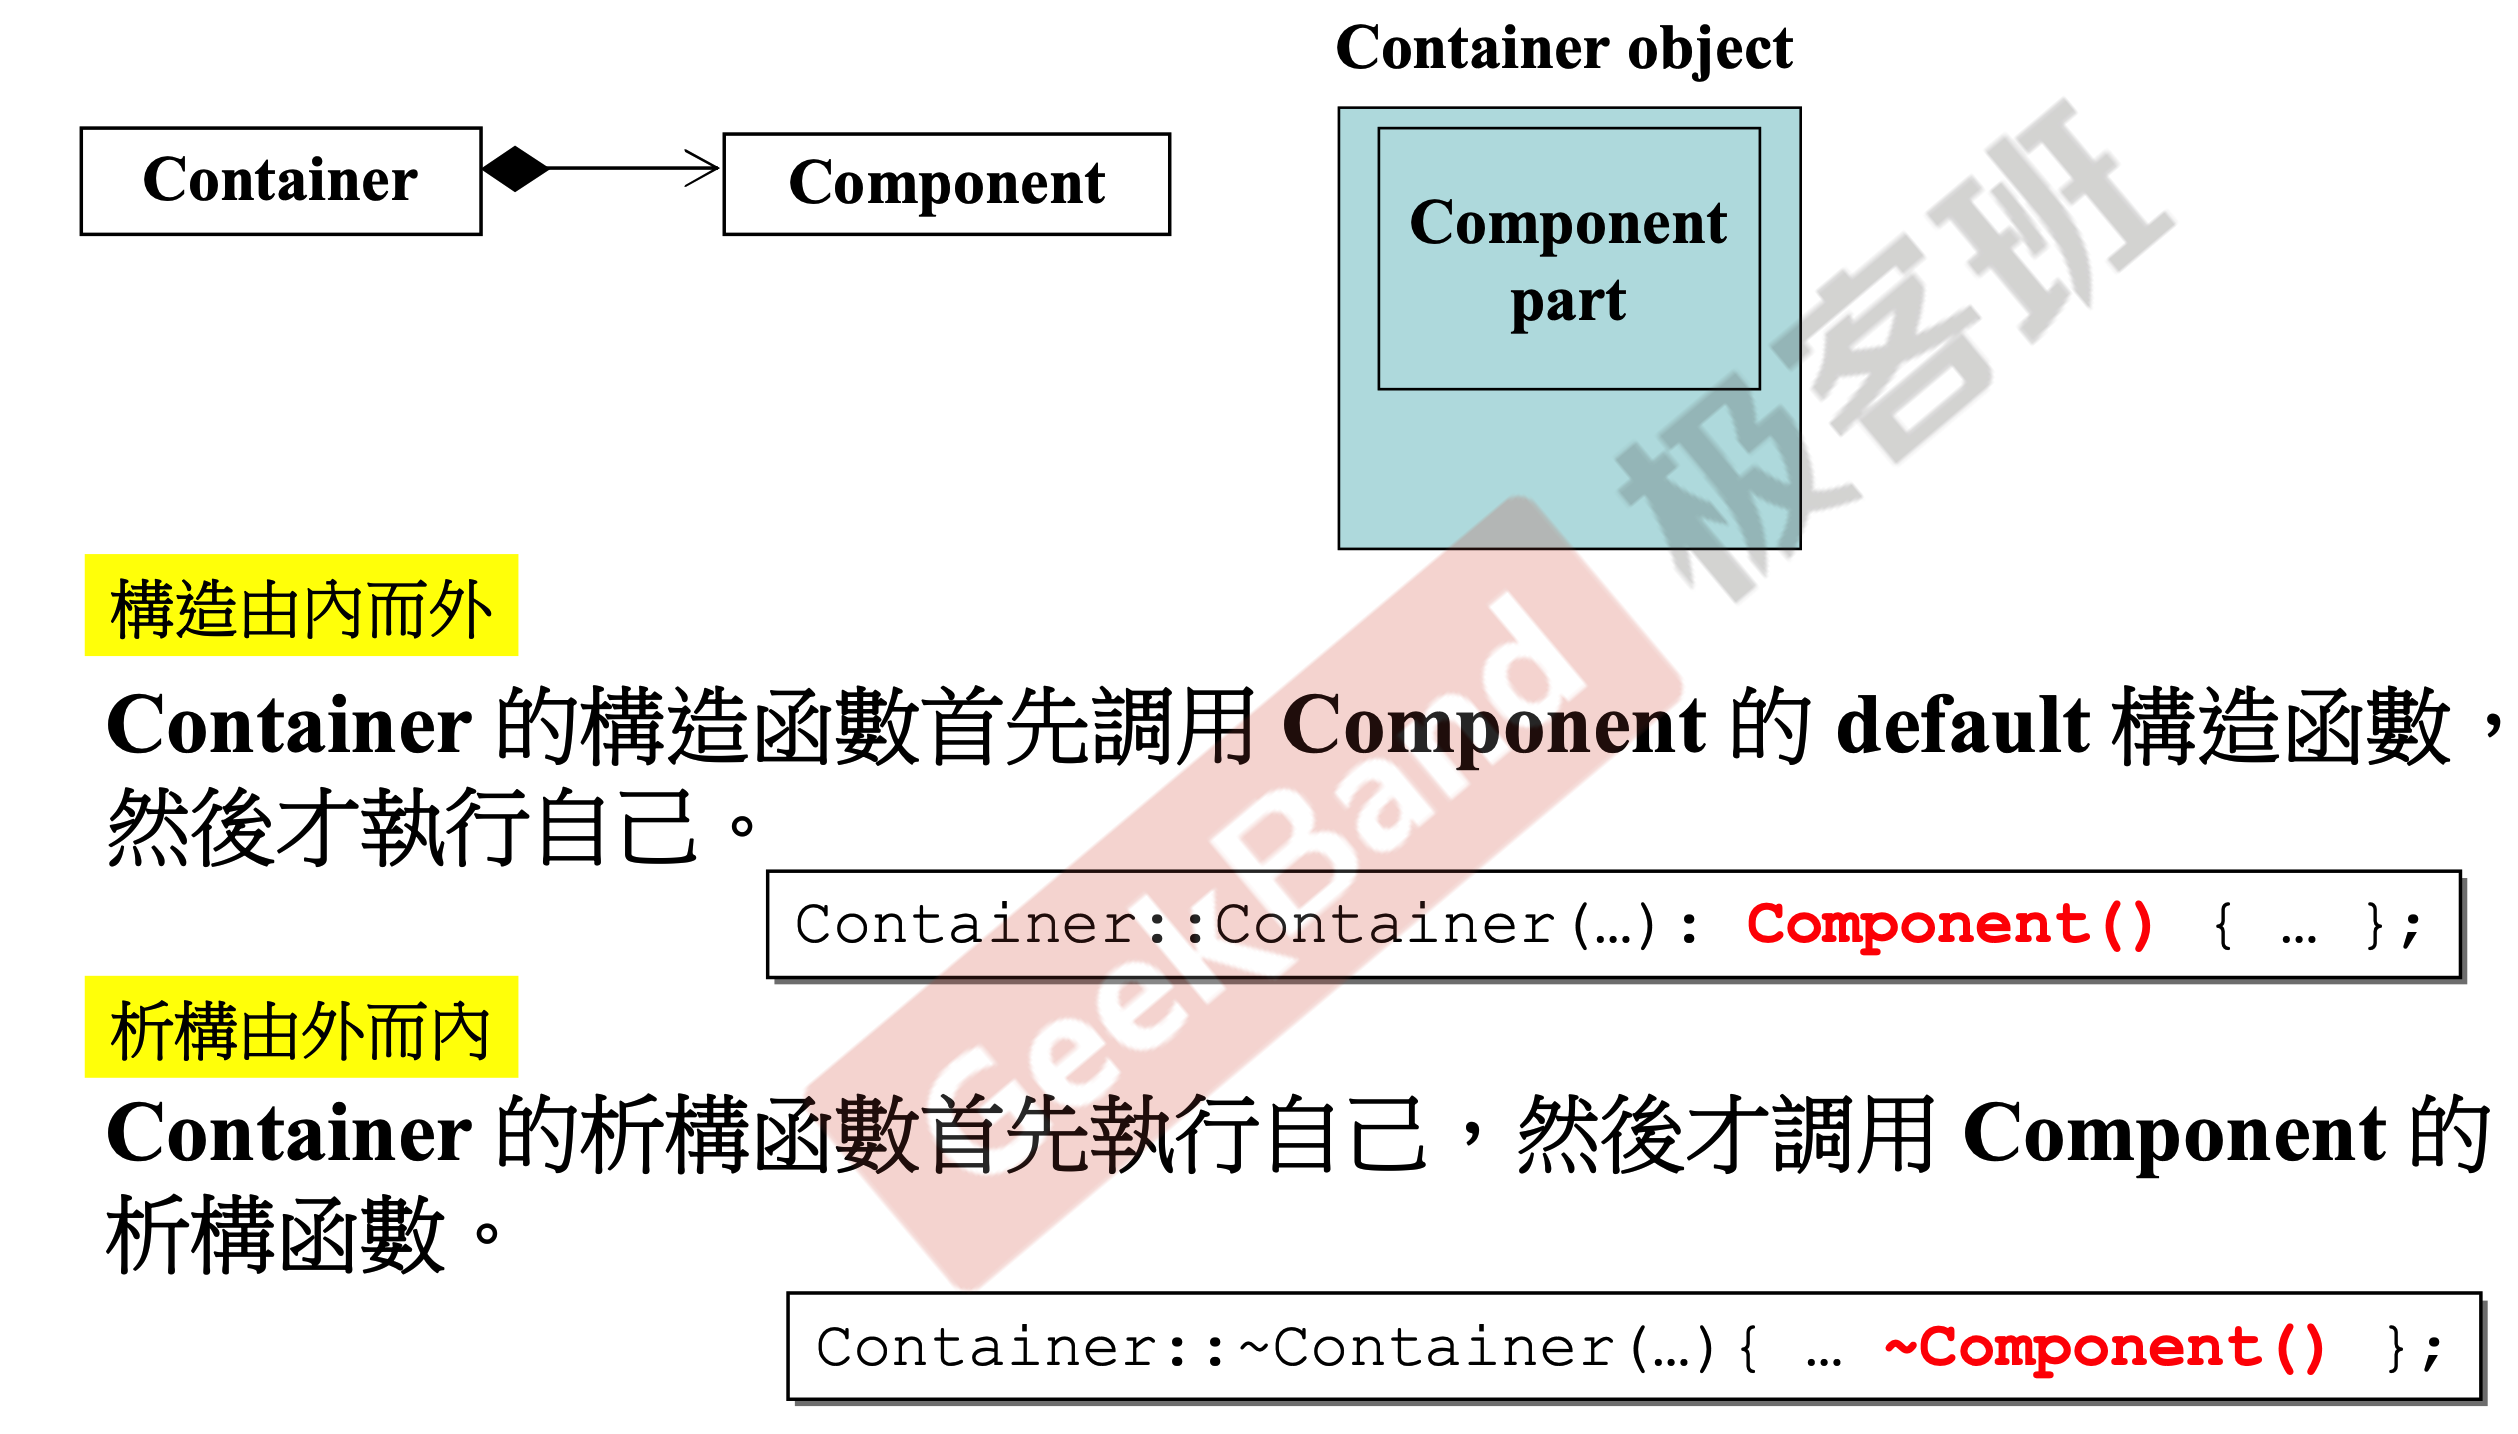 Container object
Container
Component
Component
part
構造由內而外
Container 的構造函數首先調用 Component 的 default 構造函數，
然後才執行自己。
Container::Container(…): Component() { … };
析構由外而內
Container 的析構函數首先執行自己，然後才調用 Component 的
析構函數。
Container::~Container(…){ … ~Component() };
GeekBand 极客班